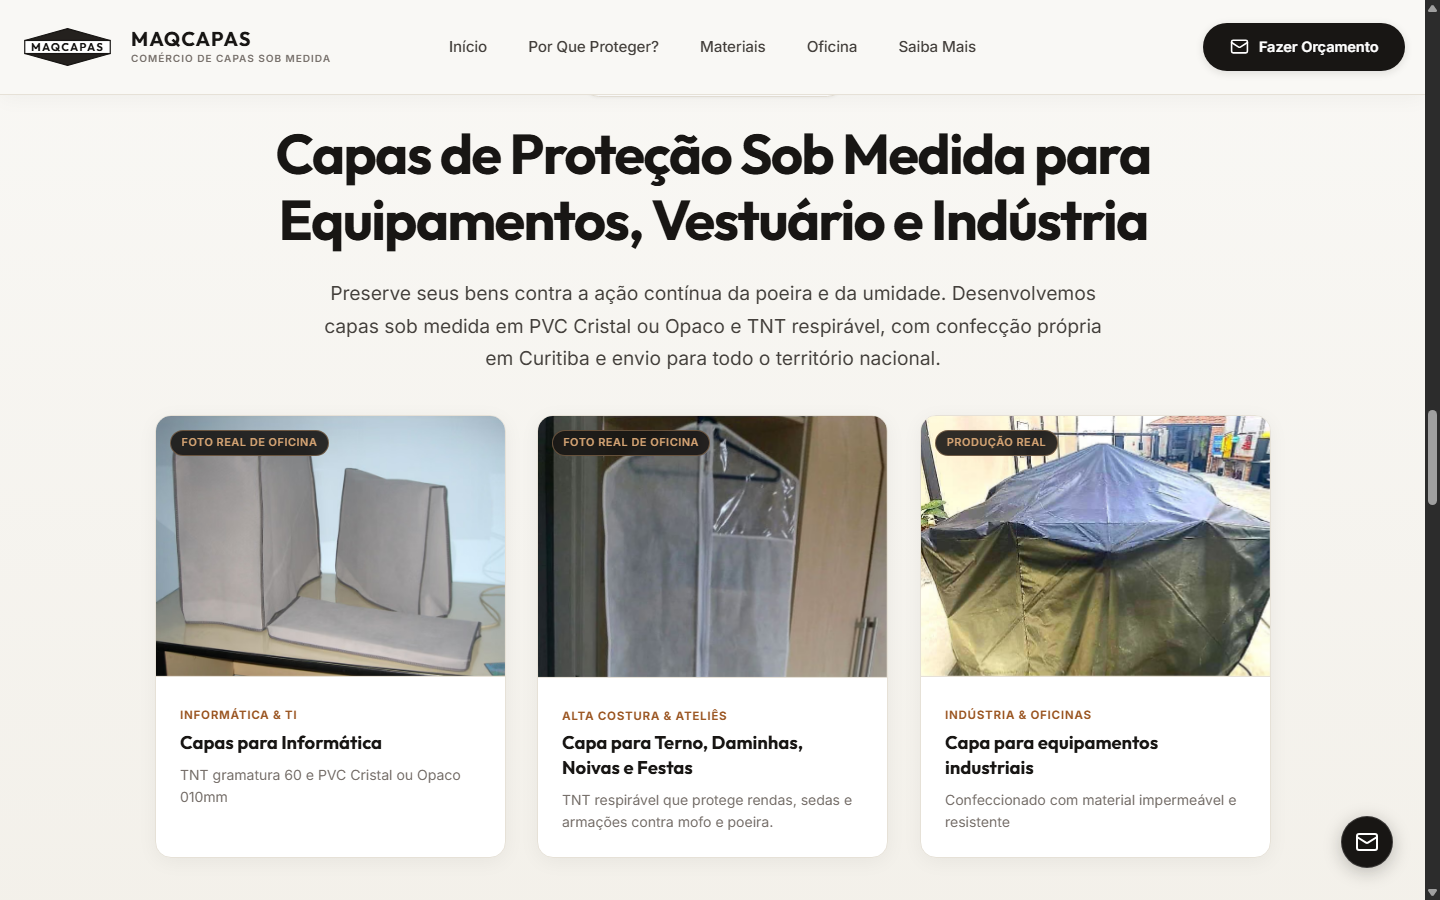 MAQCAPAS
MAQCAPAS
COMÉRCIO DE CAPAS SOB MEDIDA
Início
Por Que Proteger?
Materiais
Oficina
Saiba Mais
Fazer Orçamento
Capas de Proteção Sob Medida para
Equipamentos, Vestuário e Indústria
Preserve seus bens contra a ação contínua da poeira e da umidade. Desenvolvemos
capas sob medida em PVC Cristal ou Opaco e TNT respirável, com confecção própria
em Curitiba e envio para todo o território nacional.
FOTO REAL DE OFICINA
INFORMÁTICA & TI
Capas para Informática
TNT gramatura 60 e PVC Cristal ou Opaco
010mm
FOTO REAL DE OFICINA
ALTA COSTURA & ATELIÊS
Capa para Terno, Daminhas,
Noivas e Festas
TNT respirável que protege rendas, sedas e
armações contra mofo e poeira.
PRODUÇÃO REAL
INDÚSTRIA & OFICINAS
Capa para equipamentos
industriais
Confeccionado com material impermeável e
resistente